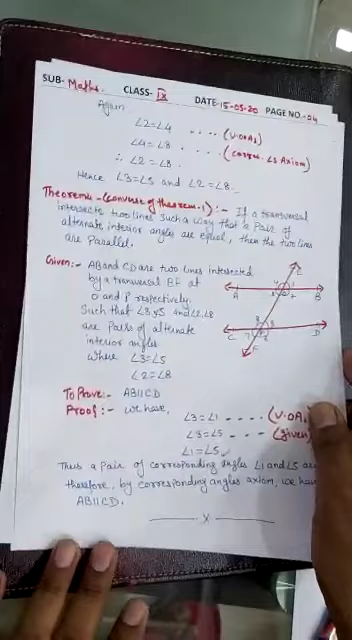 SUB- Maths. CLASS- IX DATE-15-05-20 PAGE NO.-04
Again
∠2=∠4 .... (V.O.A.)
∠4=∠8. .... (Corres. ∠s Axiom)
∴ ∠2=∠8.
Hence ∠3=∠5 and ∠2=∠8.
Theorem:-(Converse of theorem-1):- If a transversal
intersects two lines such a way that a pair of
alternate interior angles are equal, then the two lines
are Parallel.
Given:- AB and CD are two lines intersected
by a transversal EF at
O and P respectively.
Such that ∠3,∠5 and ∠2,∠8
are Pairs of alternate
interior angles
where ∠3=∠5
∠2=∠8
E
A B
C D
F
To Prove:- AB||CD
Proof:- we have,
∠3=∠1 .... (V.O.A.
∠3=∠5 ... (given)
∠1=∠5
Thus a pair of corresponding angles ∠1 and ∠5 are
therefore, by corresponding angles axiom, we have
AB||CD.
x